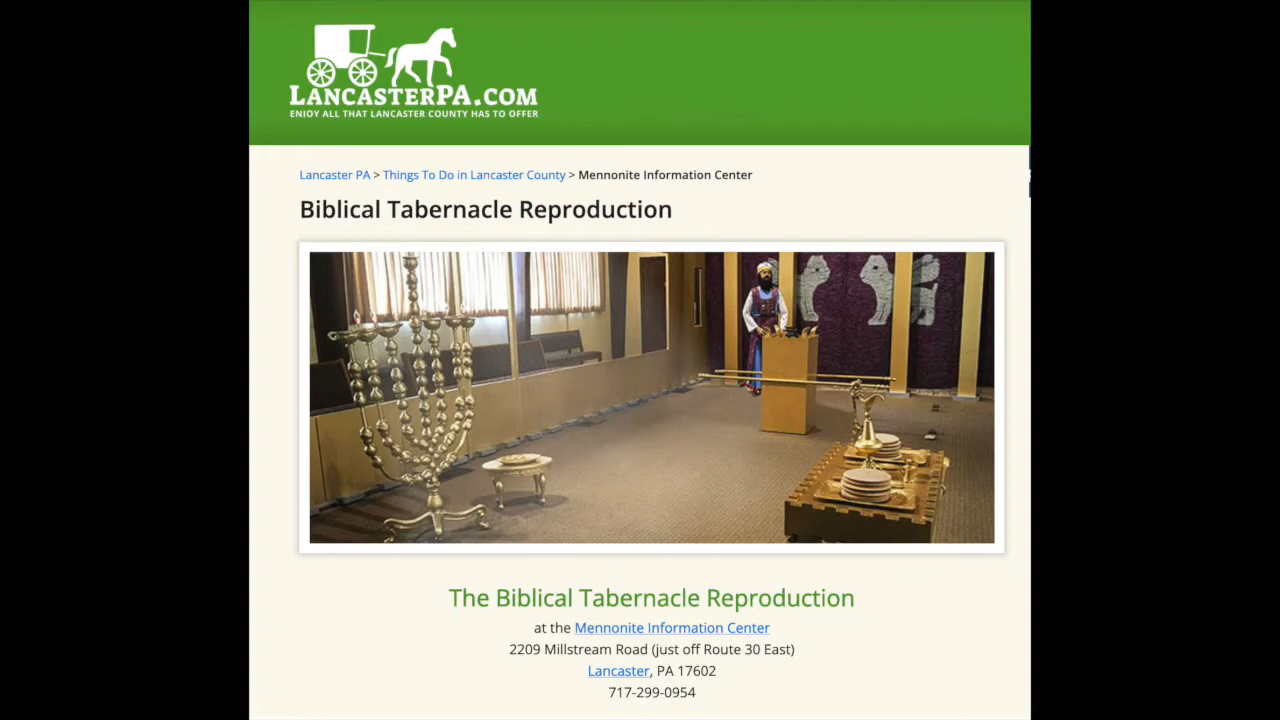 LANCASTERPA.COM
ENJOY ALL THAT LANCASTER COUNTY HAS TO OFFER
Lancaster PA > Things To Do in Lancaster County > Mennonite Information Center
Biblical Tabernacle Reproduction
The Biblical Tabernacle Reproduction
at the Mennonite Information Center
2209 Millstream Road (just off Route 30 East)
Lancaster, PA 17602
717-299-0954